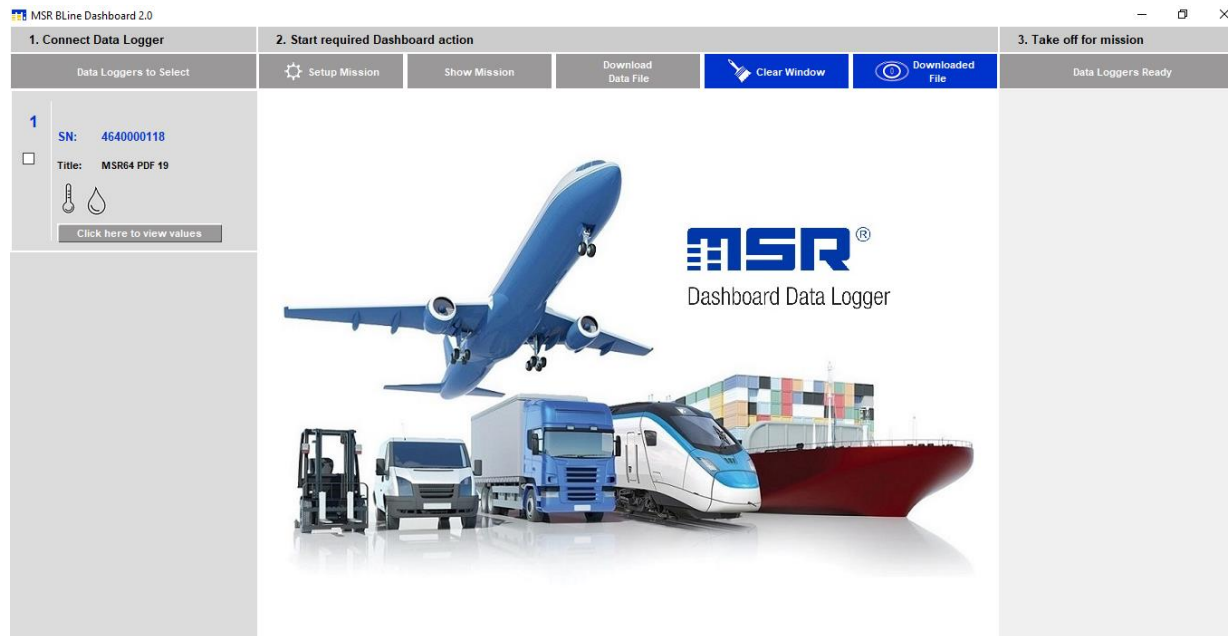 MSR BLine Dashboard 2.0
1. Connect Data Logger
2. Start required Dashboard action
3. Take off for mission
Data Loggers to Select
Setup Mission
Show Mission
Download
Data File
Clear Window
0
Downloaded
File
Data Loggers Ready
1
SN: 4640000118
Title: MSR64 PDF 19
Click here to view values
MSR®
Dashboard Data Logger